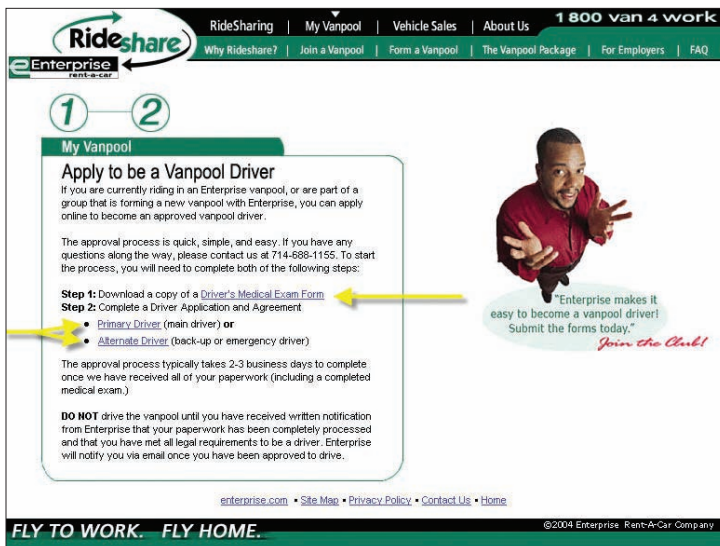 RideSharing | My Vanpool | Vehicle Sales | About Us 1 800 van 4 work
Rideshare
Why Rideshare? | Join a Vanpool | Form a Vanpool | The Vanpool Package | For Employers | FAQ
e Enterprise
rent-a-car
1 2
My Vanpool
Apply to be a Vanpool Driver
If you are currently riding in an Enterprise vanpool, or are part of a
group that is forming a new vanpool with Enterprise, you can apply
online to become an approved vanpool driver.
The approval process is quick, simple, and easy. If you have any
questions along the way, please contact us at 714-688-1155. To start
the process, you will need to complete both of the following steps:
Step 1: Download a copy of a Driver's Medical Exam Form
Step 2: Complete a Driver Application and Agreement
• Primary Driver (main driver) or
• Alternate Driver (back-up or emergency driver)
The approval process typically takes 2-3 business days to complete
once we have received all of your paperwork (including a completed
medical exam.)
DO NOT drive the vanpool until you have received written notification
from Enterprise that your paperwork has been completely processed
and that you have met all legal requirements to be a driver. Enterprise
will notify you via email once you have been approved to drive.
"Enterprise makes it
easy to become a vanpool driver!
Submit the forms today."
Join the Club!
enterprise.com • Site Map • Privacy Policy • Contact Us • Home
©2004 Enterprise Rent-A-Car Company
FLY TO WORK. FLY HOME.